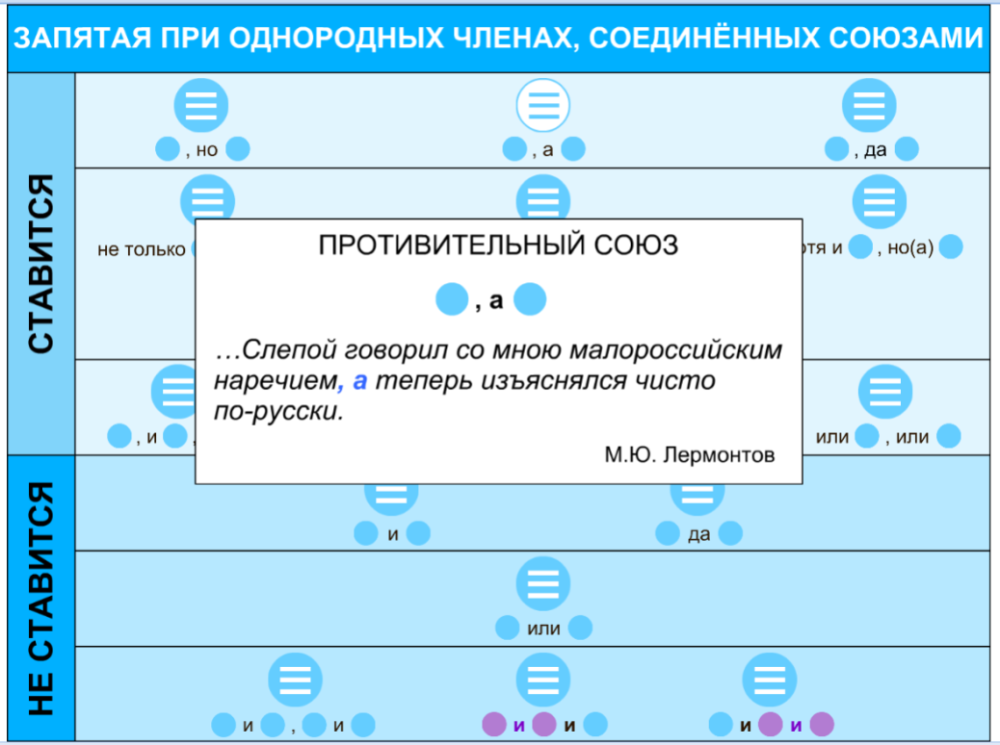 ЗАПЯТАЯ ПРИ ОДНОРОДНЫХ ЧЛЕНАХ, СОЕДИНЁННЫХ СОЮЗАМИ
СТАВИТСЯ
, но
, а
, да
не только
и
, но(а)
ПРОТИВИТЕЛЬНЫЙ СОЮЗ
, а
…Слепой говорил со мною малороссийским
наречием, а теперь изъяснялся чисто
по-русски.
М.Ю. Лермонтов
, и
,
или
, или
НЕ СТАВИТСЯ
и
да
или
и , и
и и
и и